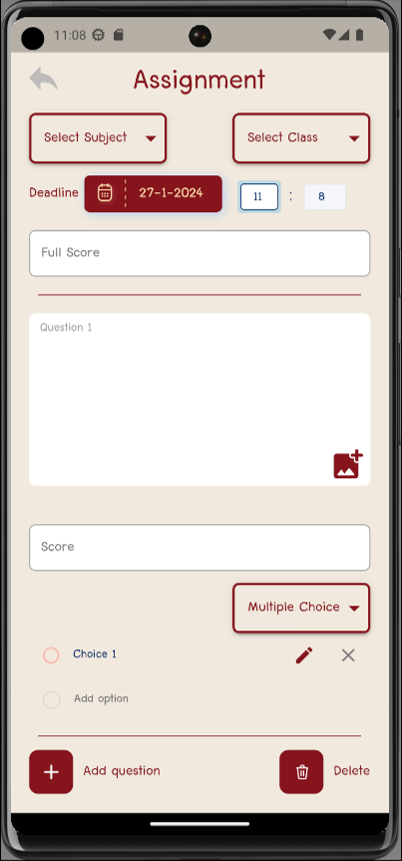 11:08
Assignment
Select Subject
Select Class
Deadline
27-1-2024
11 : 8
Full Score
Question 1
Score
Multiple Choice
Choice 1
Add option
Add question
Delete